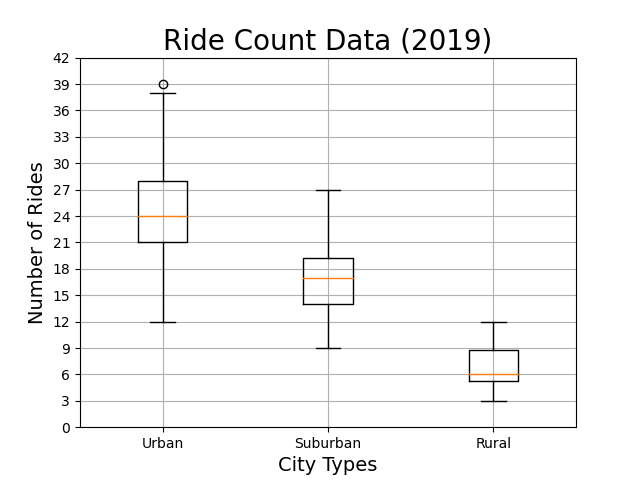 Ride Count Data (2019)
42
39
36
33
30
27
24
21
18
15
12
9
6
3
0
Number of Rides
Urban
Suburban
Rural
City Types